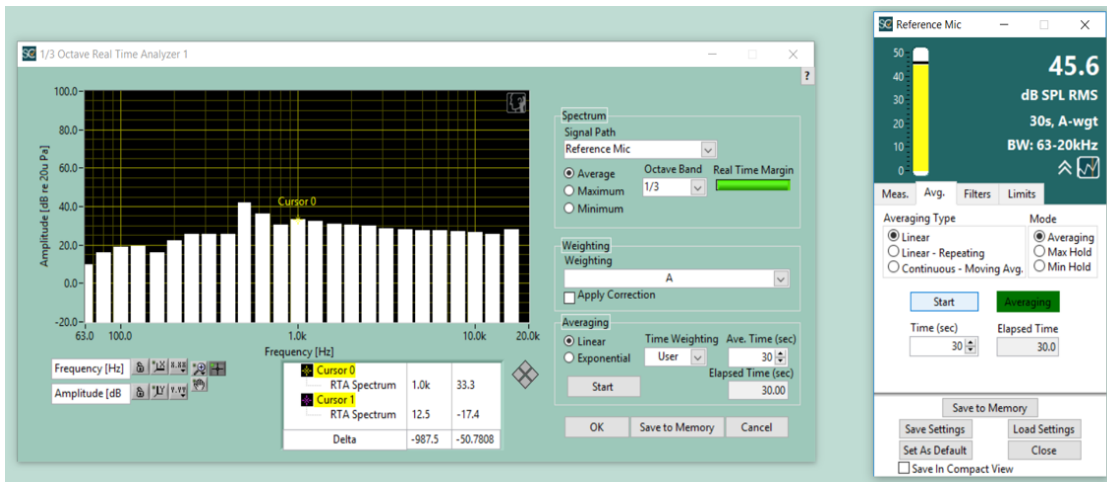 SC 1/3 Octave Real Time Analyzer 1
?
100.0
80.0
60.0
40.0
20.0
0.0
-20.0
Amplitude [dB re 20u Pa]
Cursor 0
63.0 100.0 1.0k 10.0k 20.0k
Frequency [Hz]
Frequency [Hz] X.XX
Amplitude [dB Y.YY
Cursor 0
RTA Spectrum 1.0k 33.3
Cursor 1
RTA Spectrum 12.5 -17.4
Delta -987.5 -50.7808
Spectrum
Signal Path
Reference Mic
Average Octave Band Real Time Margin
Maximum 1/3
Minimum
Weighting
Weighting
A
Apply Correction
Averaging
Linear Time Weighting Ave. Time (sec)
Exponential User 30
Elapsed Time (sec)
Start 30.00
OK Save to Memory Cancel
SC Reference Mic
50
40
30
20
10
0
45.6
dB SPL RMS
30s, A-wgt
BW: 63-20kHz
Meas. Avg. Filters Limits
Averaging Type Mode
Linear Averaging
Linear - Repeating Max Hold
Continuous - Moving Avg. Min Hold
Start Averaging
Time (sec) Elapsed Time
30 30.0
Save to Memory
Save Settings Load Settings
Set As Default Close
Save In Compact View